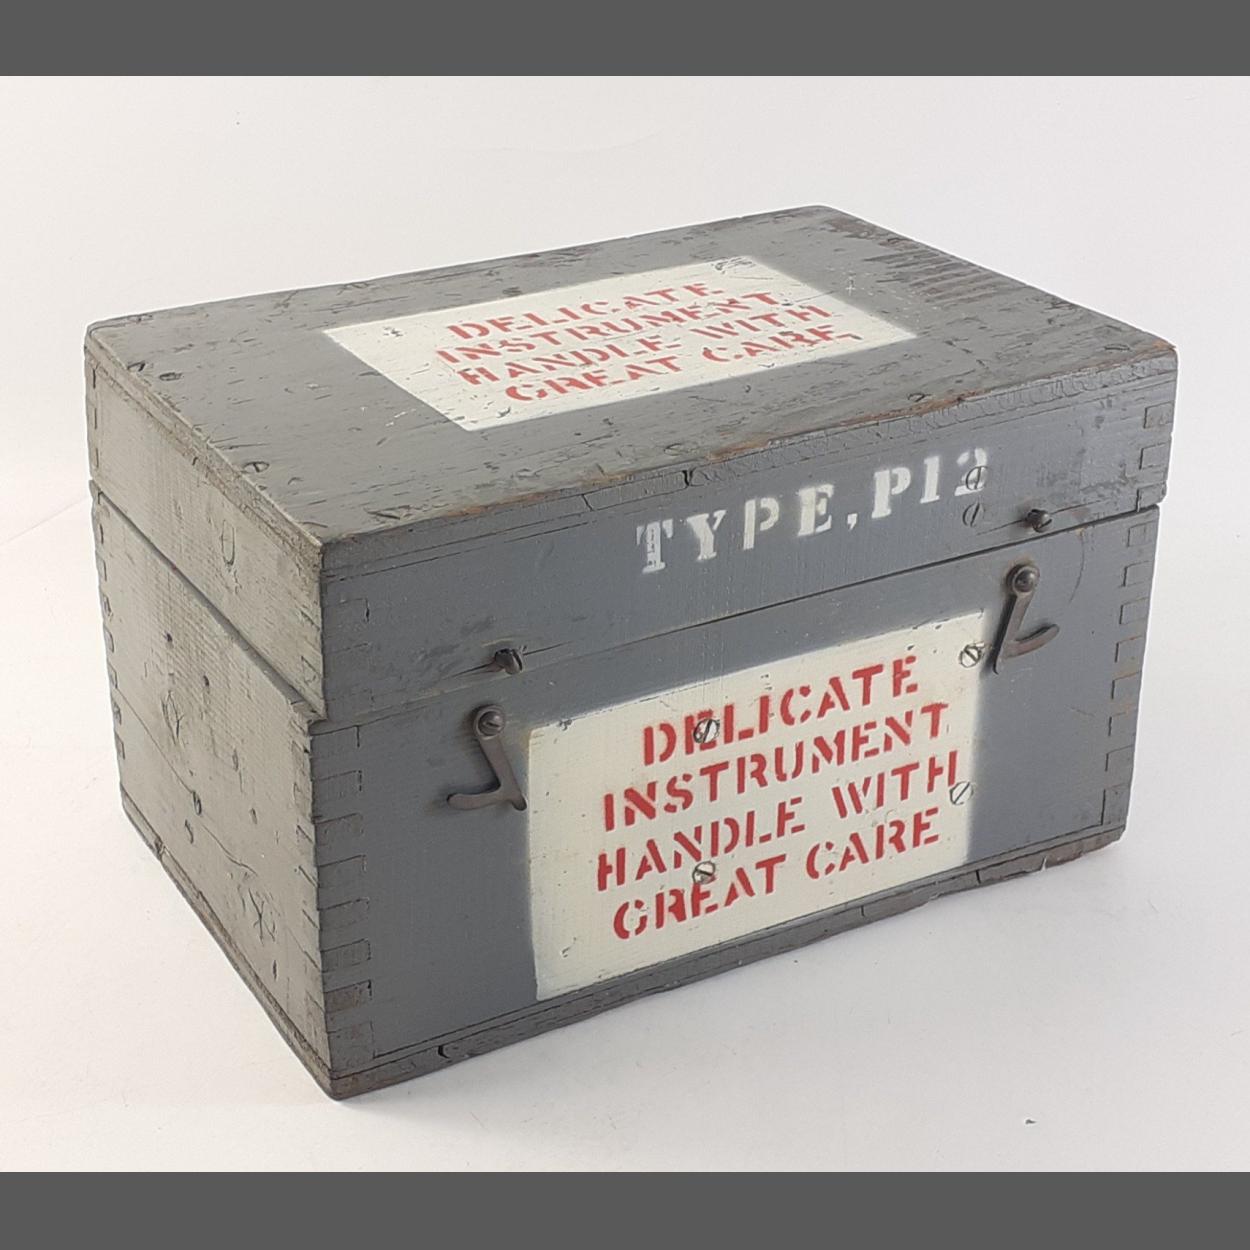 DELICATE
INSTRUMENT
HANDLE WITH
GREAT CARE
TYPE, P12
DELICATE
INSTRUMENT
HANDLE WITH
GREAT CARE